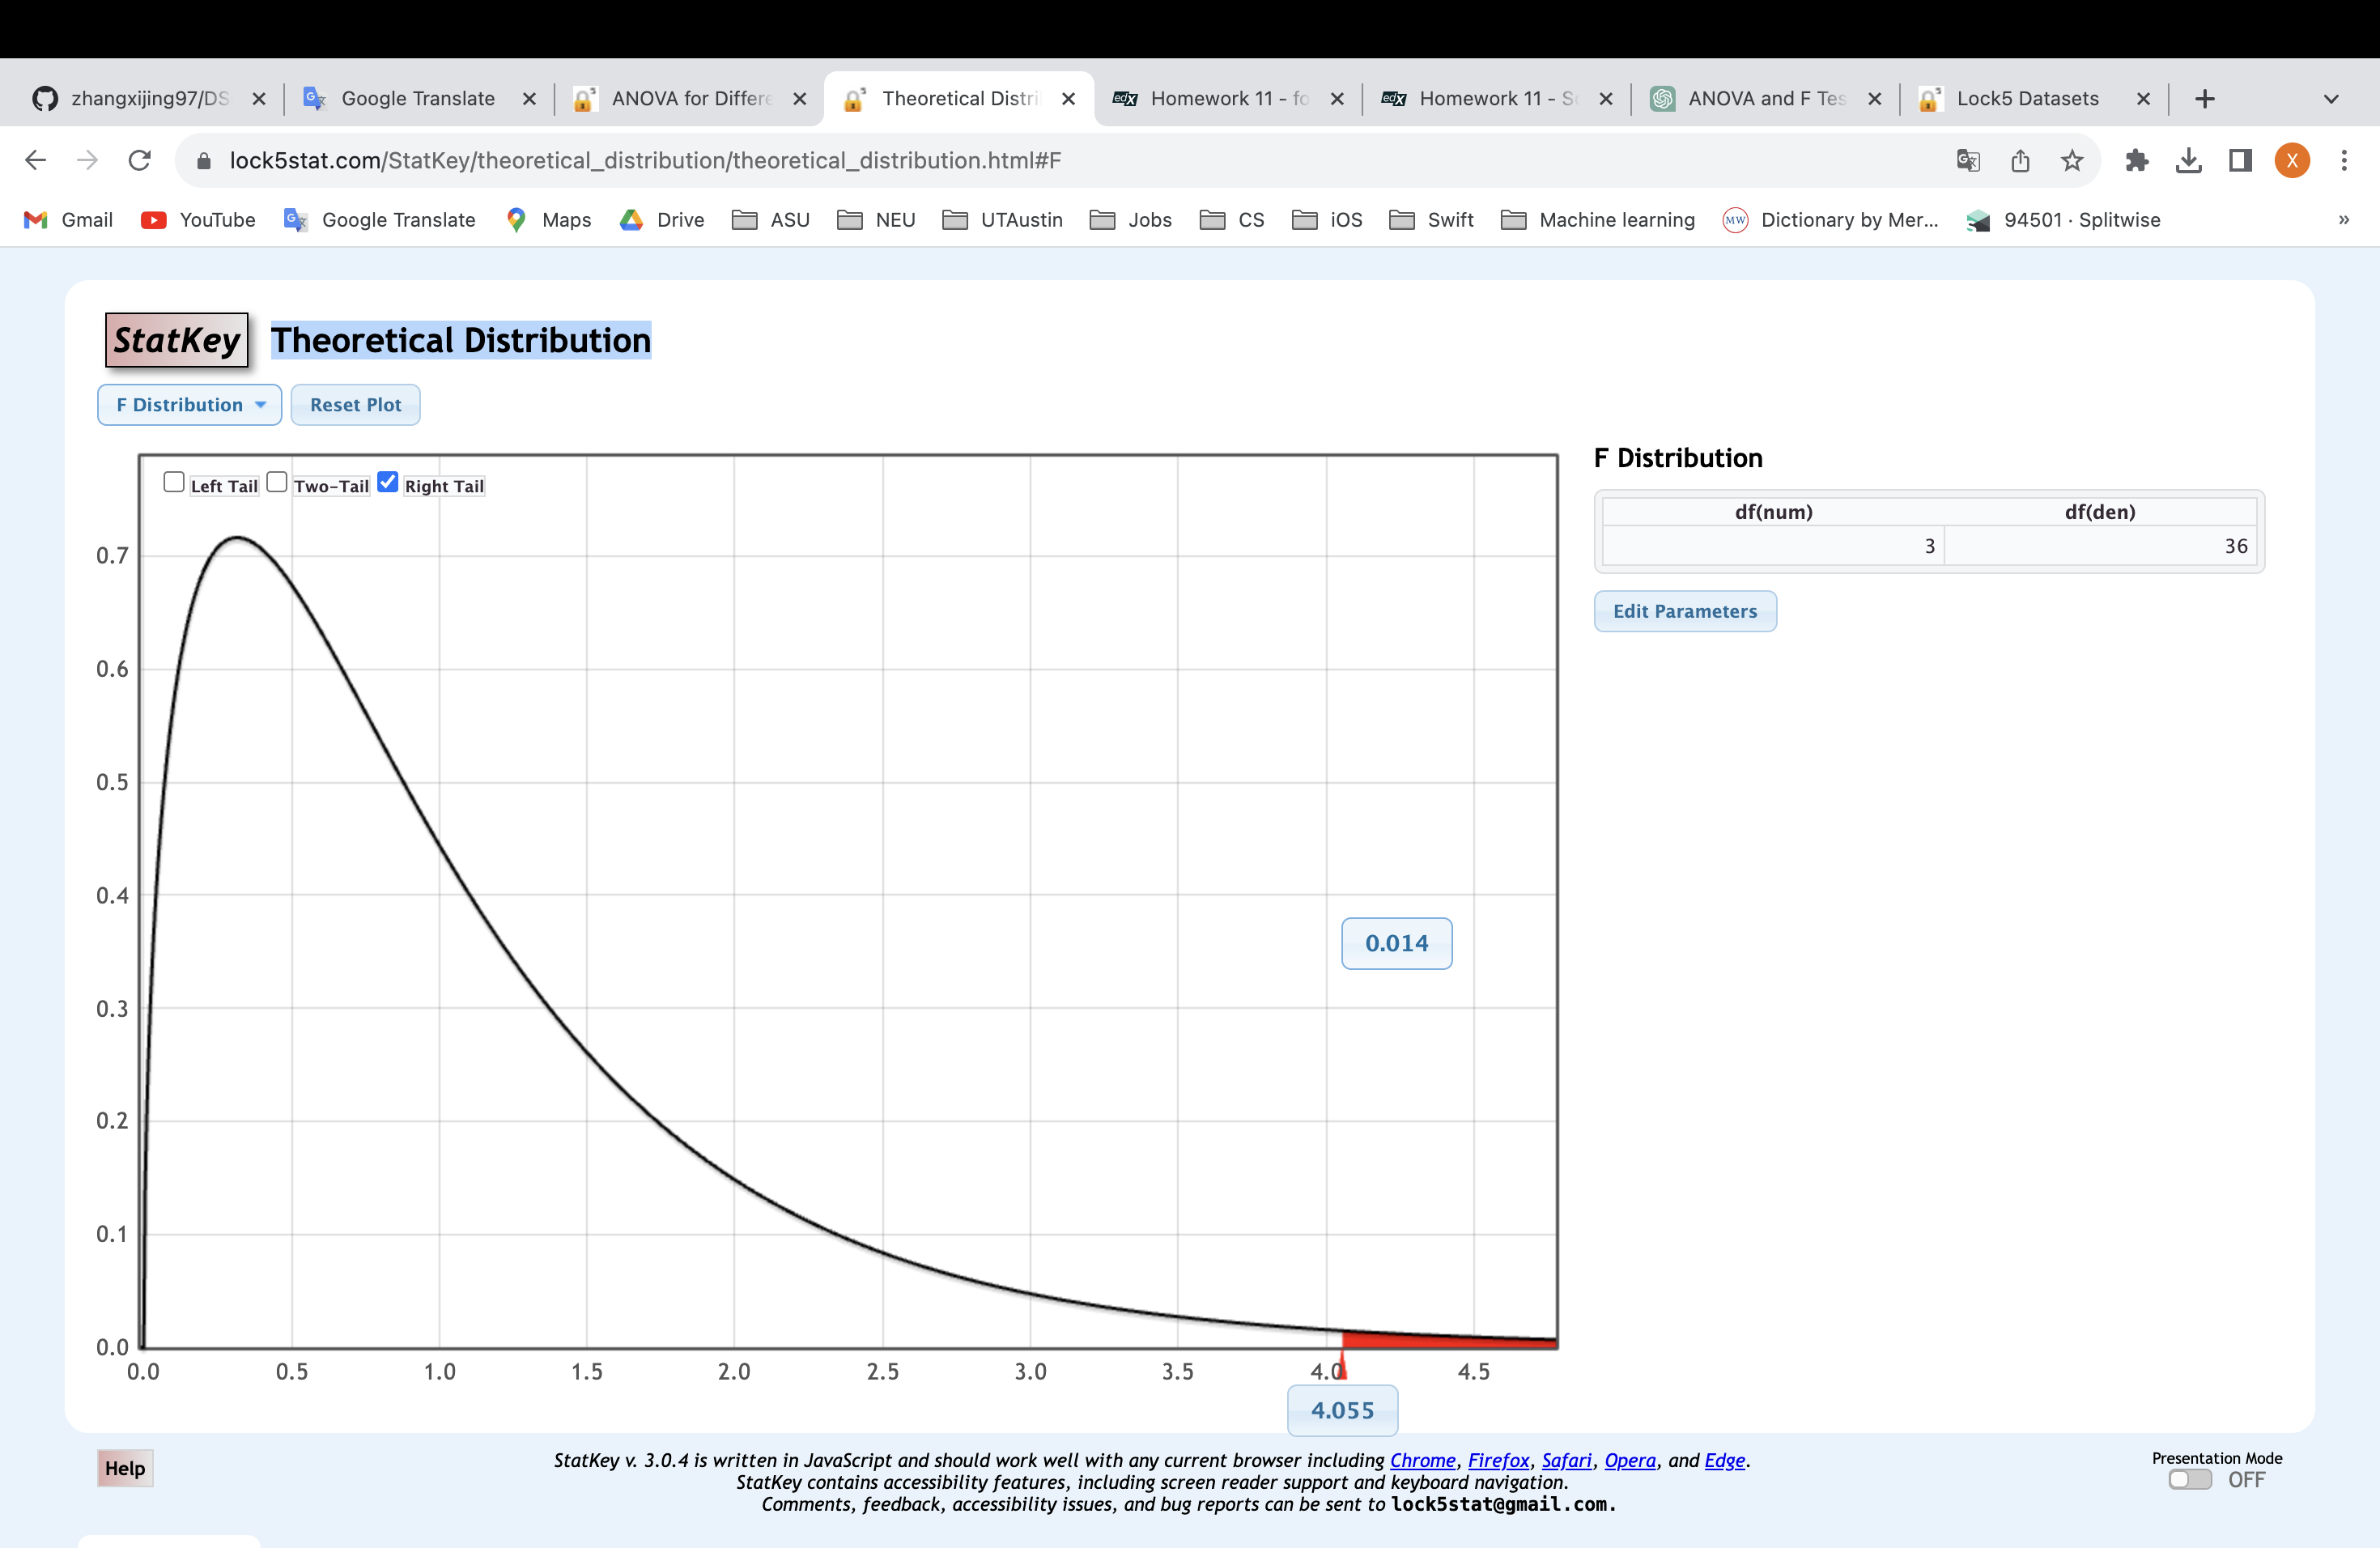 zhangxijing97/DS
Google Translate
ANOVA for Differe
Theoretical Distri
Homework 11 - fo
Homework 11 - S
ANOVA and F Tes
Lock5 Datasets
lock5stat.com/StatKey/theoretical_distribution/theoretical_distribution.html#F
X
Gmail
YouTube
Google Translate
Maps
Drive
ASU
NEU
UTAustin
Jobs
CS
iOS
Swift
Machine learning
Dictionary by Mer...
94501 · Splitwise
»
StatKey Theoretical Distribution
F Distribution
Reset Plot
Left Tail Two-Tail Right Tail
0.7
0.6
0.5
0.4
0.3
0.2
0.1
0.0
0.014
0.0 0.5 1.0 1.5 2.0 2.5 3.0 3.5 4.0 4.5
4.055
F Distribution
df(num) df(den)
3 36
Edit Parameters
Help
StatKey v. 3.0.4 is written in JavaScript and should work well with any current browser including Chrome, Firefox, Safari, Opera, and Edge.
StatKey contains accessibility features, including screen reader support and keyboard navigation.
Comments, feedback, accessibility issues, and bug reports can be sent to lock5stat@gmail.com.
Presentation Mode
OFF